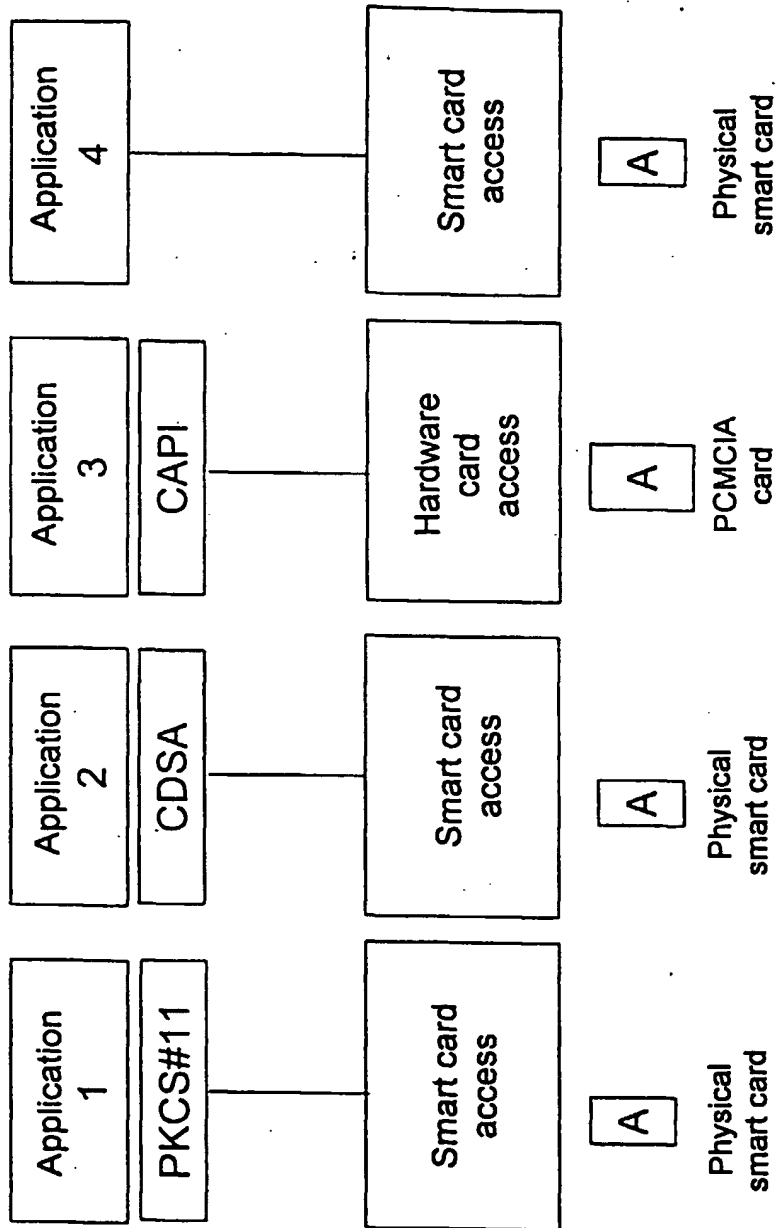 Application
1
PKCS#11
Smart card
access
A
Physical
smart card
Application
2
CDSA
Smart card
access
A
Physical
smart card
Application
3
CAPI
Hardware
card
access
A
PCMCIA
card
Application
4
Smart card
access
A
Physical
smart card